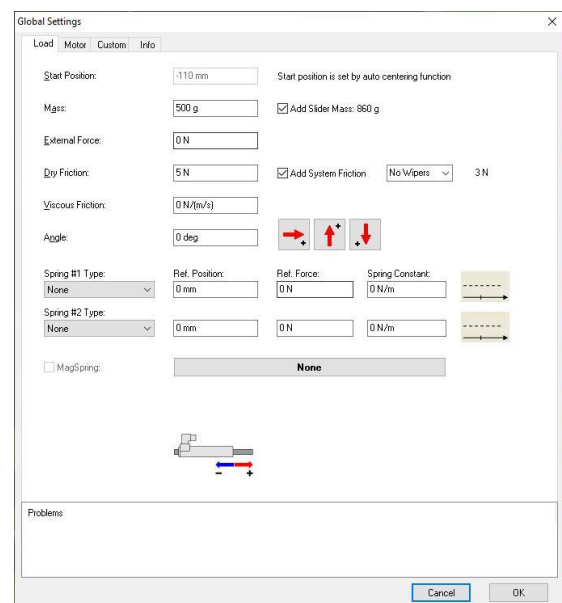 Global Settings
Load Motor Custom Info
Start Position: -110 mm Start position is set by auto centering function
Mass: 500 g Add Slider Mass: 860 g
External Force: 0 N
Dry Friction: 5 N Add System Friction No Wipers 3 N
Viscous Friction: 0 N/(m/s)
Angle: 0 deg
Spring #1 Type: Ref. Position: Ref. Force: Spring Constant:
None 0 mm 0 N 0 N/m
Spring #2 Type:
None 0 mm 0 N 0 N/m
MagSpring: None
Problems
Cancel OK